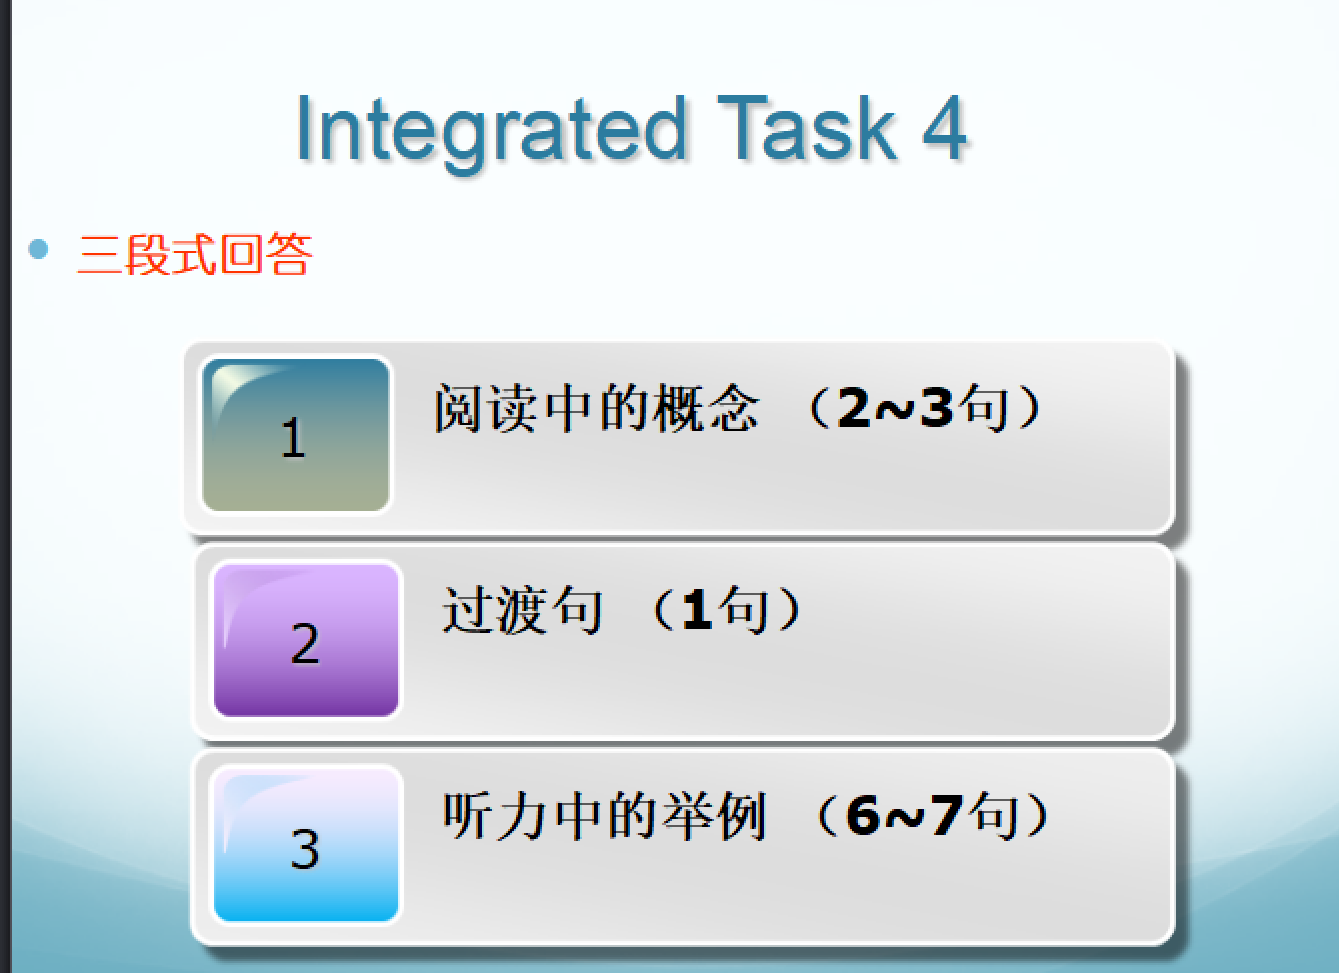 Integrated Task 4
三段式回答
1
阅读中的概念 （2~3句）
2
过渡句 （1句）
3
听力中的举例 （6~7句）